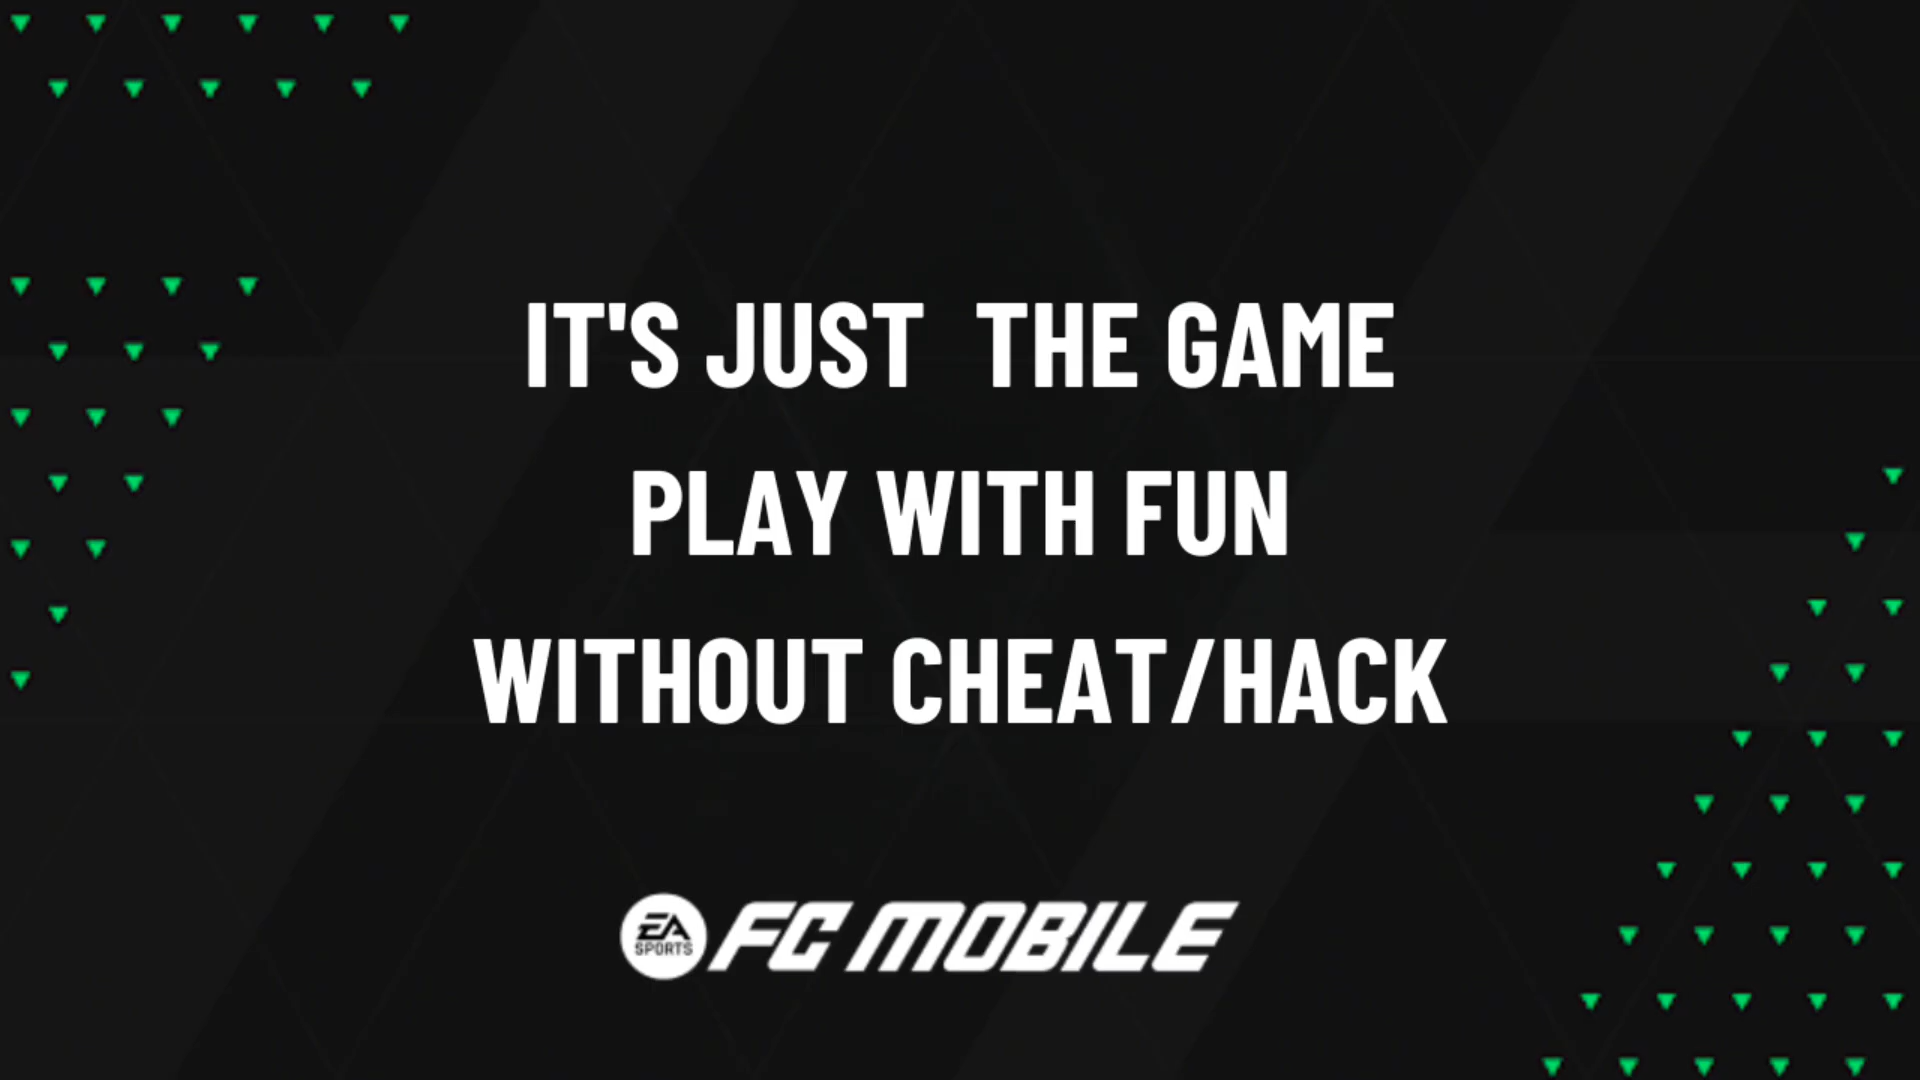 IT'S JUST  THE GAME
PLAY WITH FUN
WITHOUT CHEAT/HACK
EA SPORTS FC MOBILE